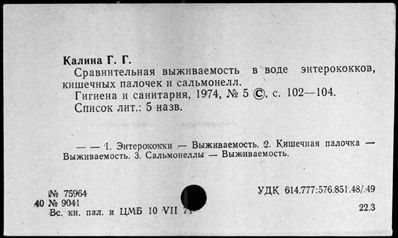 Калина Г. Г.
Сравнительная выживаемость в воде энтерококков,
кишечных палочек и сальмонелл.
Гигиена и санитария, 1974, № 5 ©, с. 102—104.
Список лит.: 5 назв.
— — 1. Энтерококки — Выживаемость. 2. Кишечная палочка —
Выживаемость. 3. Сальмонеллы — Выживаемость.
№ 75964
УДК 614.777:576.851.48/.49
40 № 9041
Вс. кн. пал. и ЦМБ 10 VII
22.3